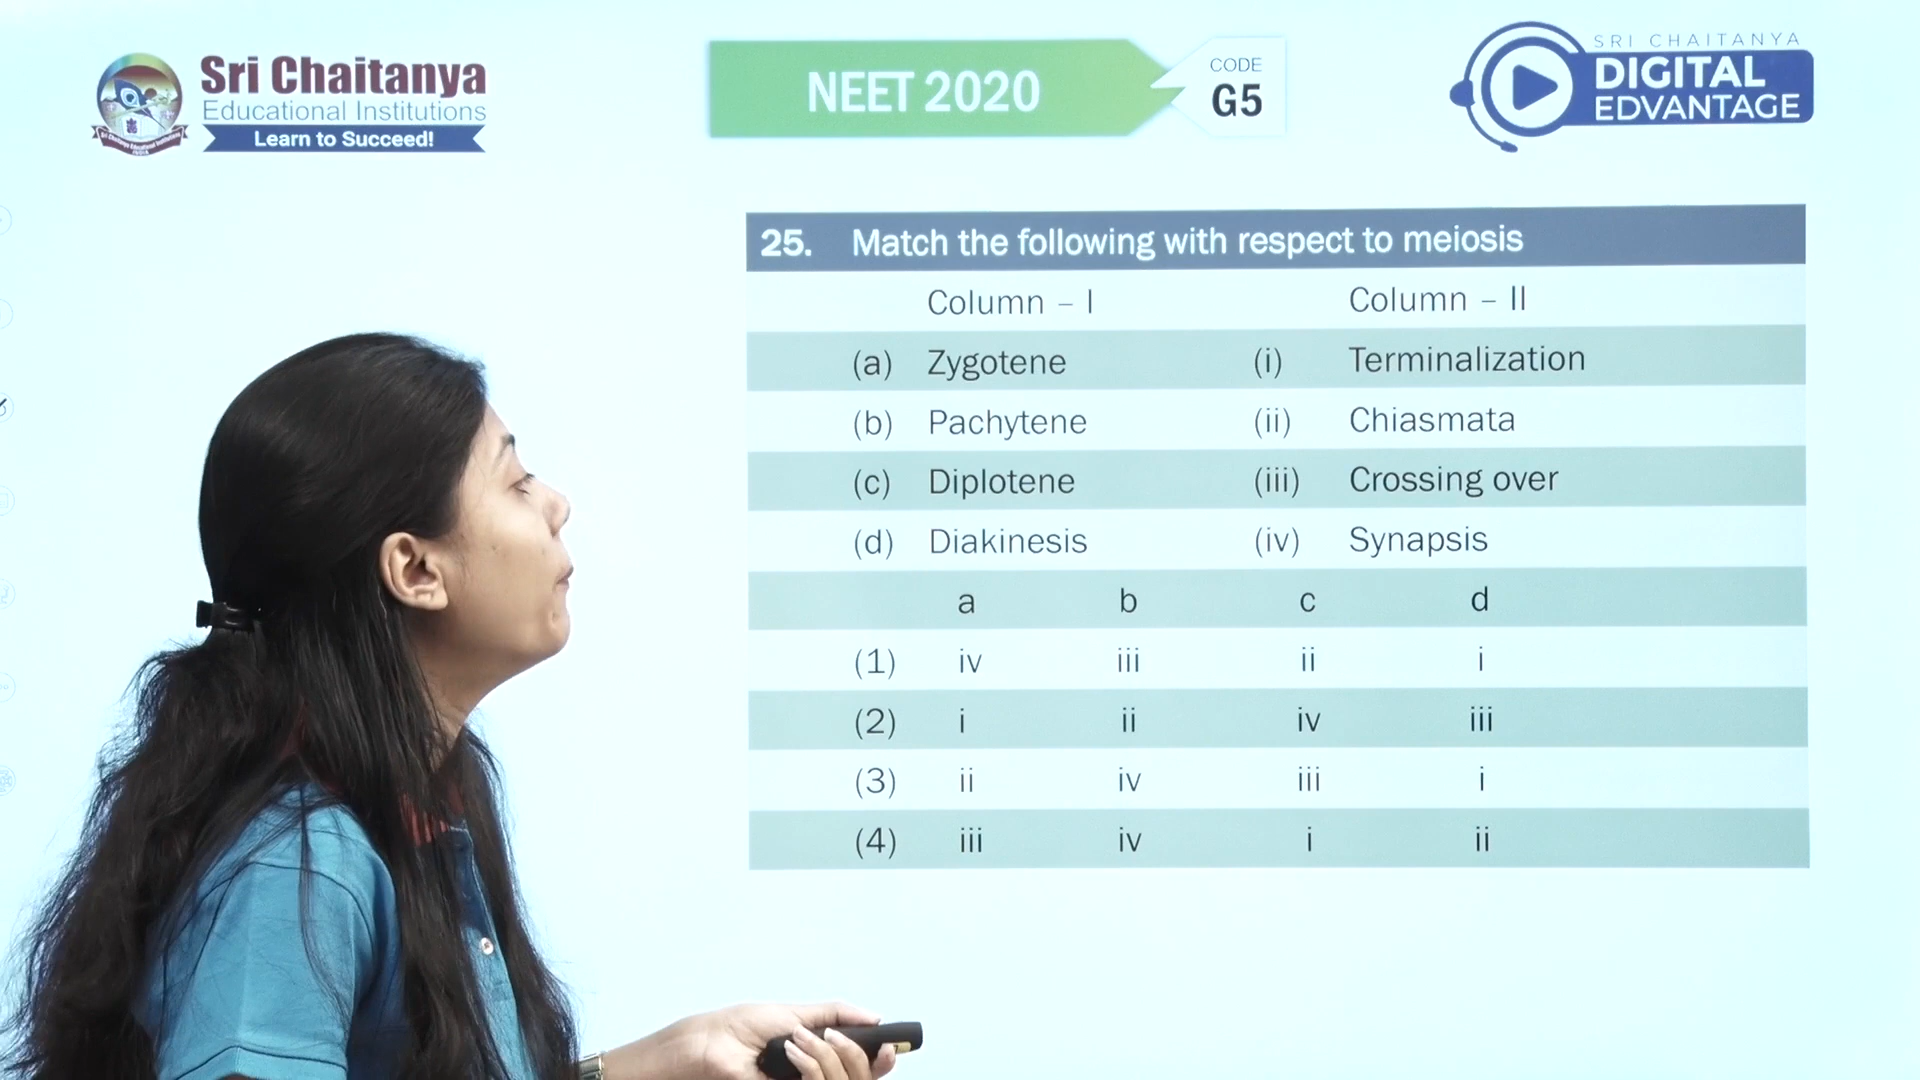 Sri Chaitanya
Educational Institutions
Learn to Succeed!
NEET 2020
CODE
G5
SRI CHAITANYA
DIGITAL
EDVANTAGE
25. Match the following with respect to meiosis
Column – I Column – II
(a) Zygotene (i) Terminalization
(b) Pachytene (ii) Chiasmata
(c) Diplotene (iii) Crossing over
(d) Diakinesis (iv) Synapsis
a b c d
(1) iv iii ii i
(2) i ii iv iii
(3) ii iv iii i
(4) iii iv i ii